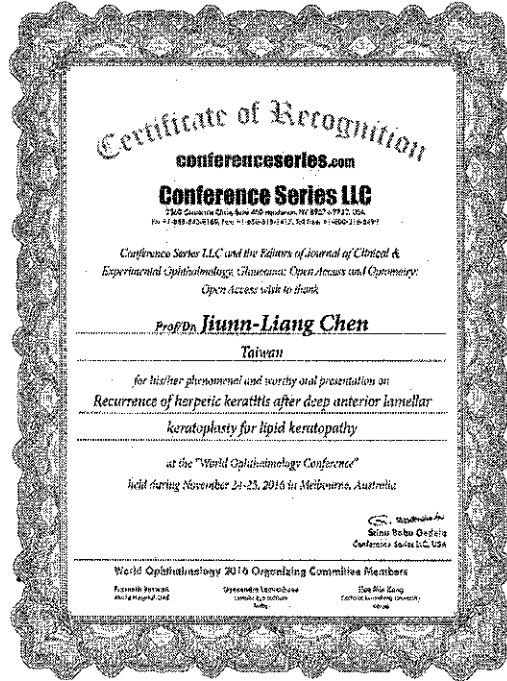 Certificate of Recognition
conferenceseries.com
Conference Series LLC
Conference Series LLC and the Editors of Journal of Clinical &
Experimental Ophthalmology, Glaucoma: Open Access and Optometry:
Open Access wish to thank
Prof/Dr. Jiunn-Liang Chen
Taiwan
for his/her phenomenal and worthy oral presentation on
Recurrence of herpetic keratitis after deep anterior lamellar
keratoplasty for lipid keratopathy
at the "World Ophthalmology Conference"
held during November 24-25, 2016 in Melbourne, Australia
Conference Series LLC, USA
World Ophthalmology 2016 Organizing Committee Members